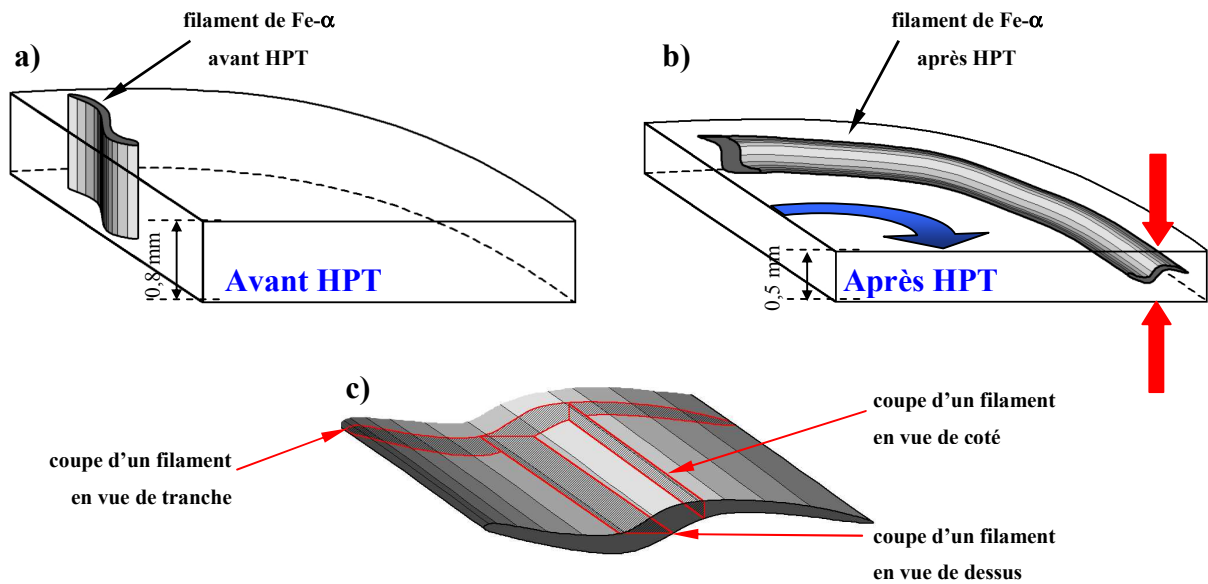 a)
filament de Fe-α
avant HPT
0,8 mm
Avant HPT
b)
filament de Fe-α
après HPT
0,5 mm
Après HPT
c)
coupe d’un filament
en vue de coté
coupe d’un filament
en vue de tranche
coupe d’un filament
en vue de dessus